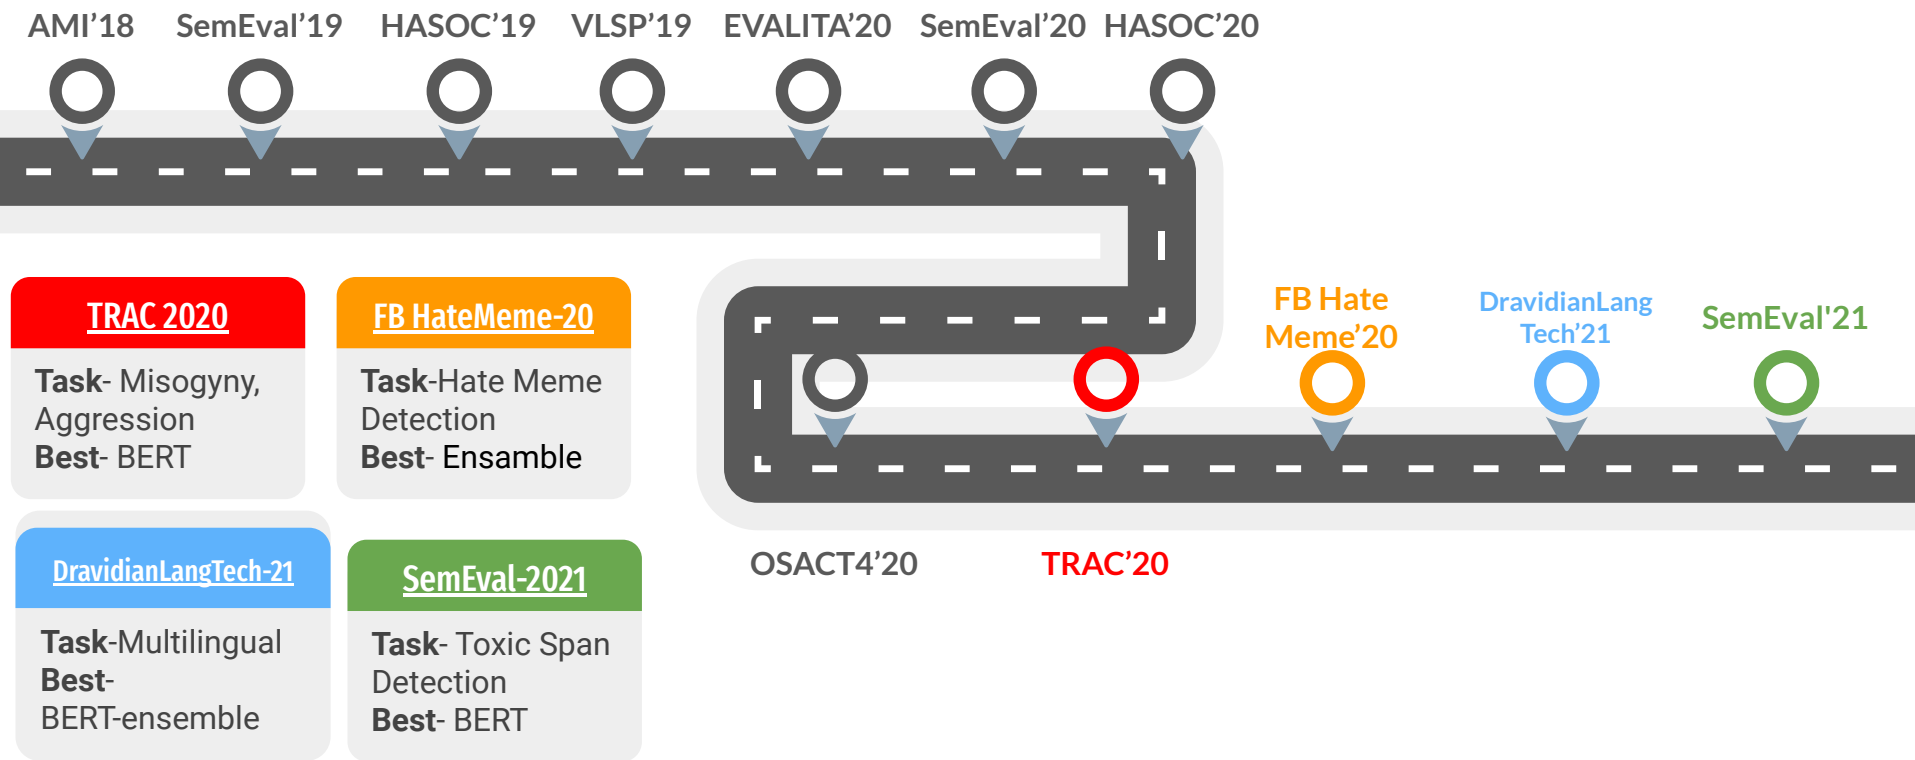 AMI’18 SemEval’19 HASOC’19 VLSP’19 EVALITA’20 SemEval’20 HASOC’20
TRAC 2020
Task- Misogyny,
Aggression
Best- BERT
FB HateMeme-20
Task-Hate Meme
Detection
Best- Ensamble
DravidianLangTech-21
Task-Multilingual
Best-
BERT-ensemble
SemEval-2021
Task- Toxic Span
Detection
Best- BERT
OSACT4’20
TRAC’20
FB Hate
Meme’20
DravidianLang
Tech’21
SemEval'21